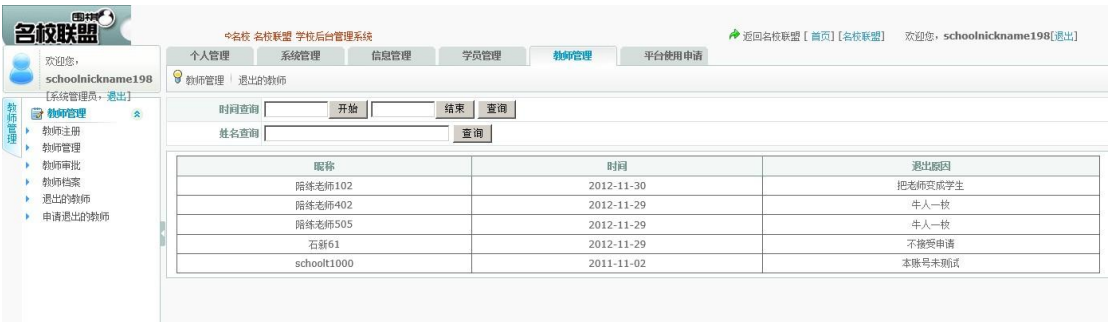 围棋
名校联盟
名校 名校联盟 学校后台管理系统
返回名校联盟 [ 首页] [名校联盟]
欢迎您，schoolnickname198[退出]
欢迎您，
schoolnickname198
[系统管理员，退出]
个人管理 系统管理 信息管理 学员管理 教师管理 平台使用申请
教师管理 退出的教师
教师管理
教师管理
教师注册
教师管理
教师审批
教师档案
退出的教师
申请退出的教师
时间查询 开始 结束 查询
姓名查询 查询
昵称 时间 退出原因
陪练老师102 2012-11-30 把老师变成学生
陪练老师402 2012-11-29 牛人一枚
陪练老师505 2012-11-29 牛人一枚
石新61 2012-11-29 不接受申请
schoolt1000 2011-11-02 本账号未测试